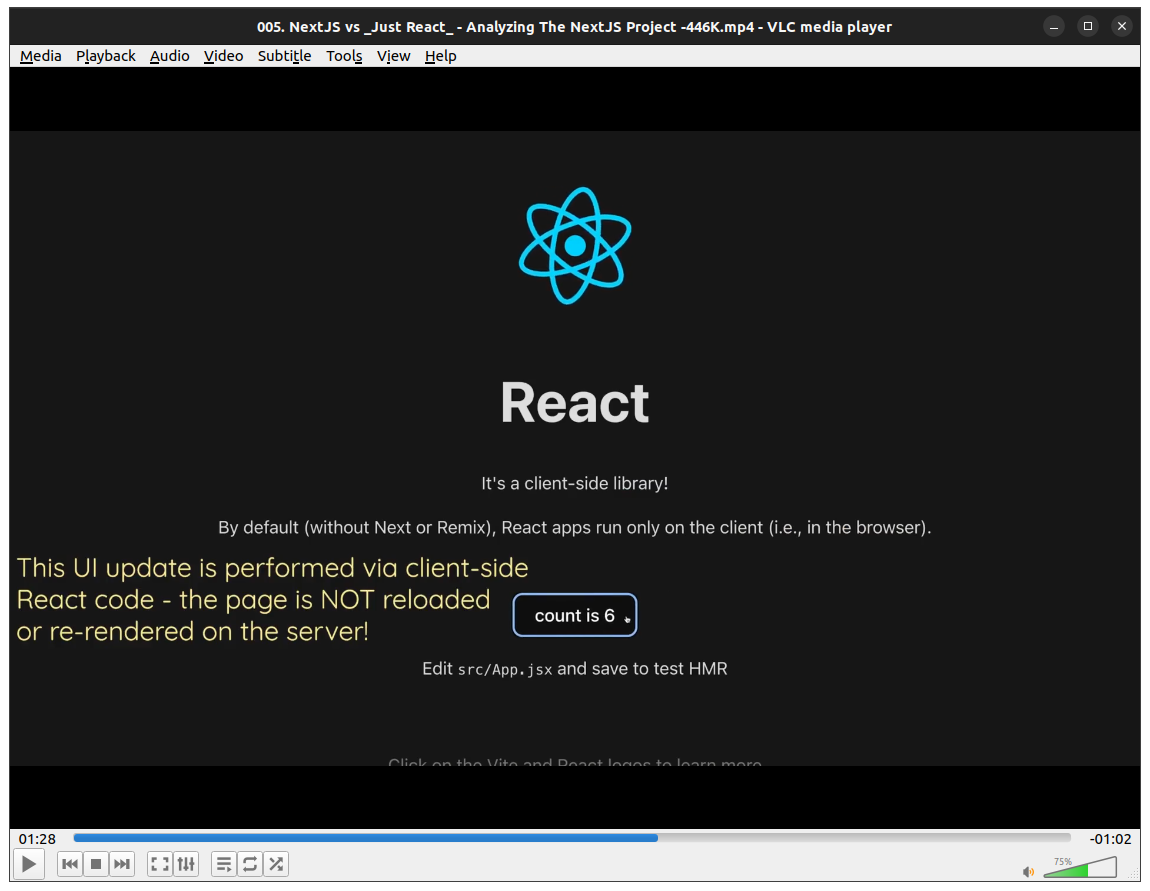 005. NextJS vs _Just React_ - Analyzing The NextJS Project -446K.mp4 - VLC media player
Media Playback Audio Video Subtitle Tools View Help
React
It's a client-side library!
By default (without Next or Remix), React apps run only on the client (i.e., in the browser).
This UI update is performed via client-side
React code - the page is NOT reloaded
or re-rendered on the server!
count is 6
Edit src/App.jsx and save to test HMR
Click on the Vite and React logos to learn more
01:28
-01:02
75%